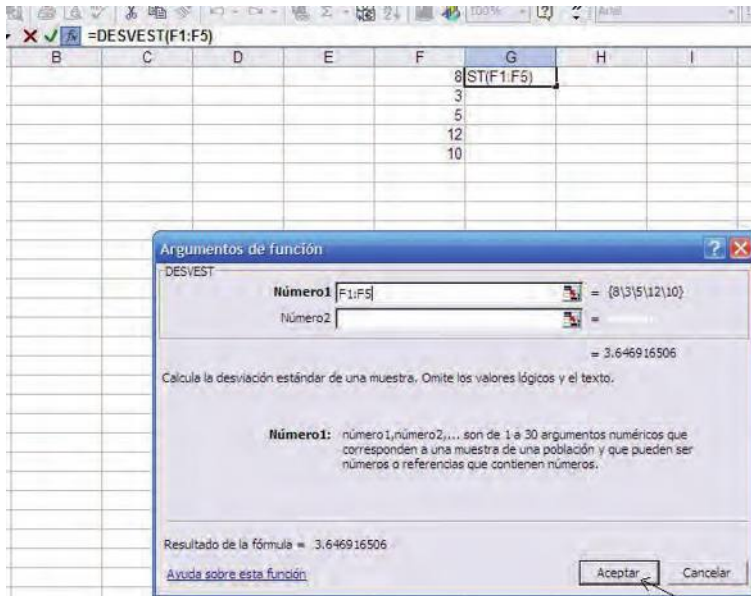 100%
=DESVEST(F1:F5)
B C D E F G H I
8 ST(F1:F5)
3
5
12
10
Argumentos de función
DESVEST
Número1 F1:F5 = {8\3\5\12\10}
Número2 =
= 3.646916506
Calcula la desviación estándar de una muestra. Omite los valores lógicos y el texto.
Número1: número1,número2,... son de 1 a 30 argumentos numéricos que
corresponden a una muestra de una población y que pueden ser
números o referencias que contienen números.
Resultado de la fórmula = 3.646916506
Ayuda sobre esta función Aceptar Cancelar